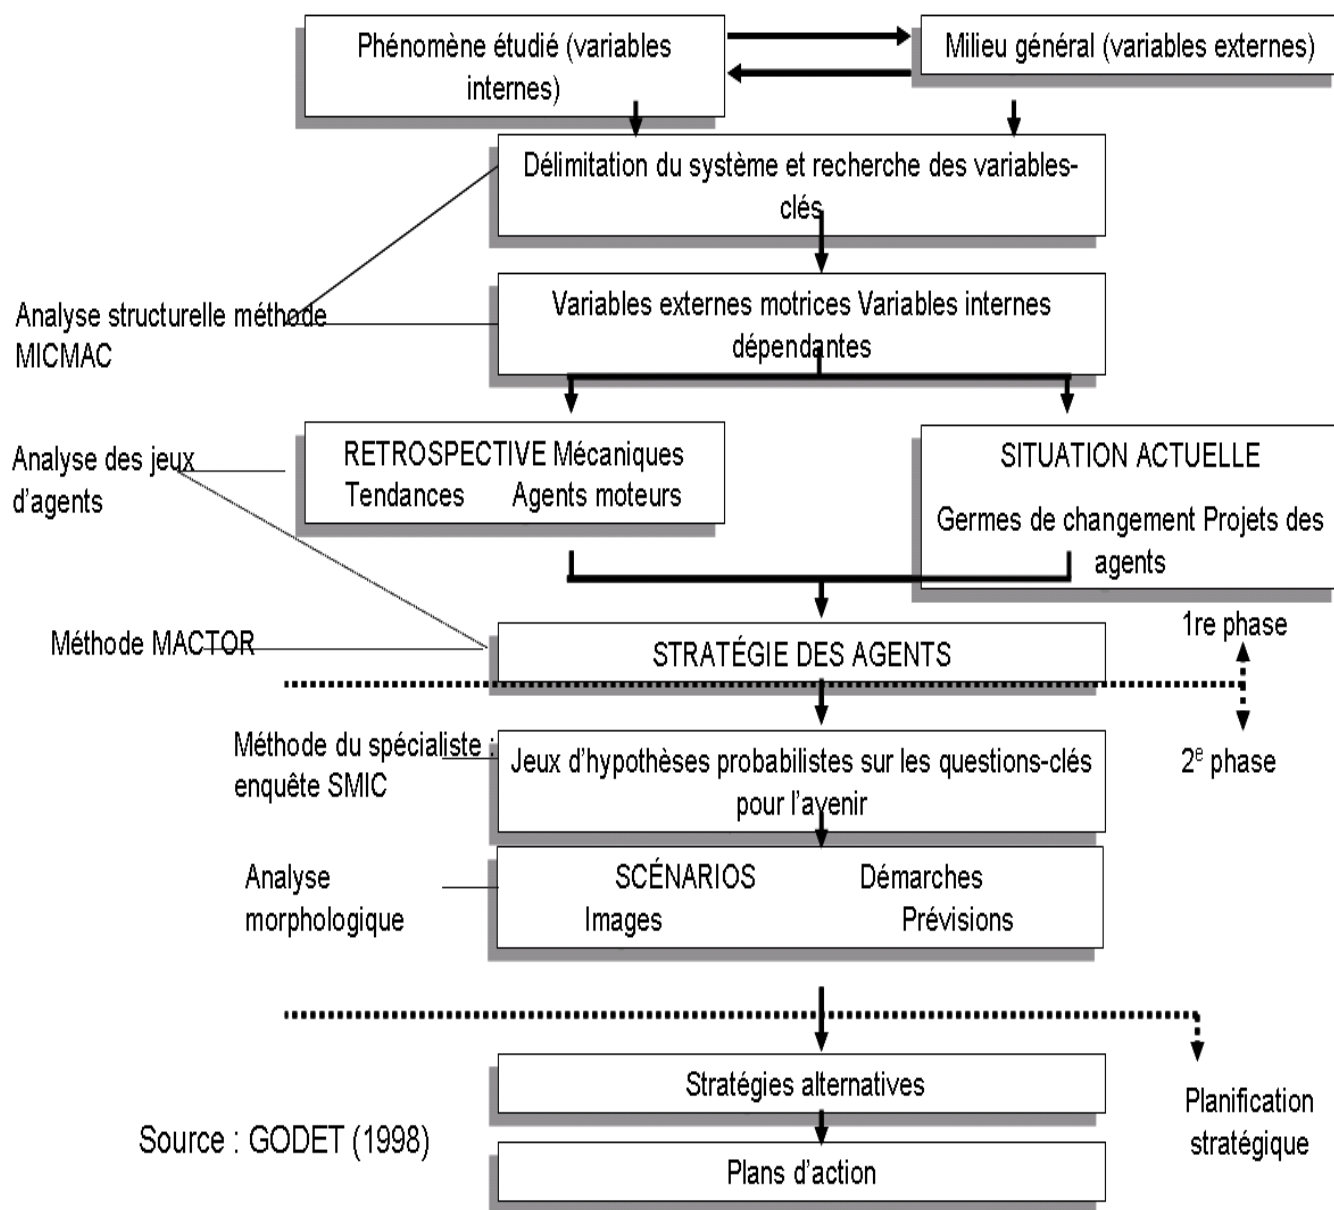 Phénomène étudié (variables
internes)
Milieu général (variables externes)
Délimitation du système et recherche des variables-
clés
Analyse structurelle méthode
MICMAC
Variables externes motrices Variables internes
dépendantes
Analyse des jeux
d'agents
RETROSPECTIVE Mécaniques
Tendances Agents moteurs
SITUATION ACTUELLE
Germes de changement Projets des
agents
Méthode MACTOR
STRATÉGIE DES AGENTS
1re phase
Méthode du spécialiste :
enquête SMIC
Jeux d’hypothèses probabilistes sur les questions-clés
pour l’avenir
2e phase
Analyse
morphologique
SCÉNARIOS Démarches
Images Prévisions
Stratégies alternatives
Planification
stratégique
Source : GODET (1998)
Plans d’action